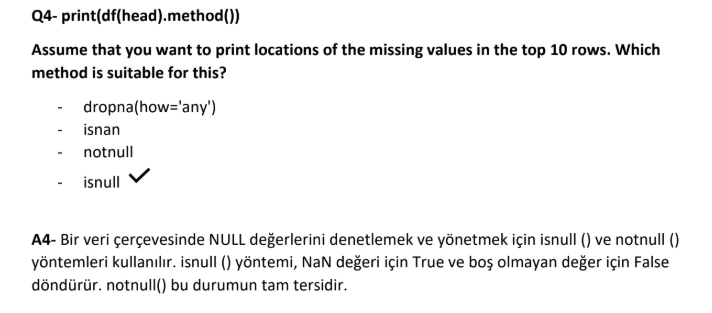 Q4- print(df(head).method())
Assume that you want to print locations of the missing values in the top 10 rows. Which
method is suitable for this?
- dropna(how='any')
- isnan
- notnull
- isnull ✓
A4- Bir veri çerçevesinde NULL değerlerini denetlemek ve yönetmek için isnull () ve notnull ()
yöntemleri kullanılır. isnull () yöntemi, NaN değeri için True ve boş olmayan değer için False
döndürür. notnull() bu durumun tam tersidir.